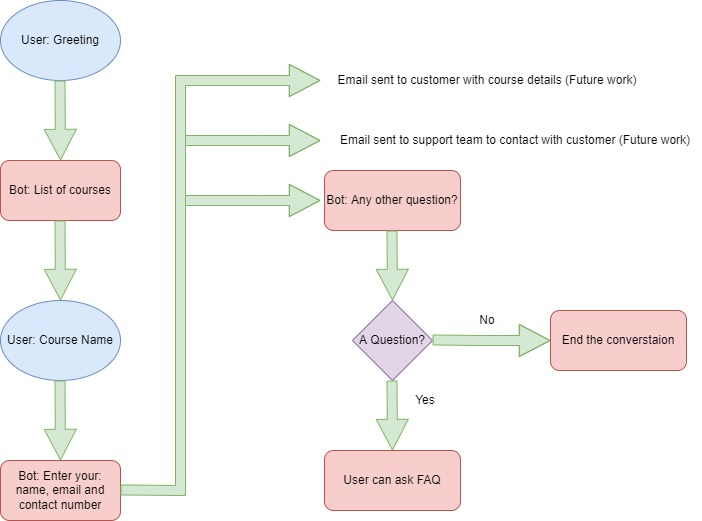 User: Greeting
Email sent to customer with course details (Future work)
Email sent to support team to contact with customer (Future work)
Bot: List of courses
Bot: Any other question?
User: Course Name
A Question?
No
End the converstaion
Yes
Bot: Enter your:
name, email and
contact number
User can ask FAQ